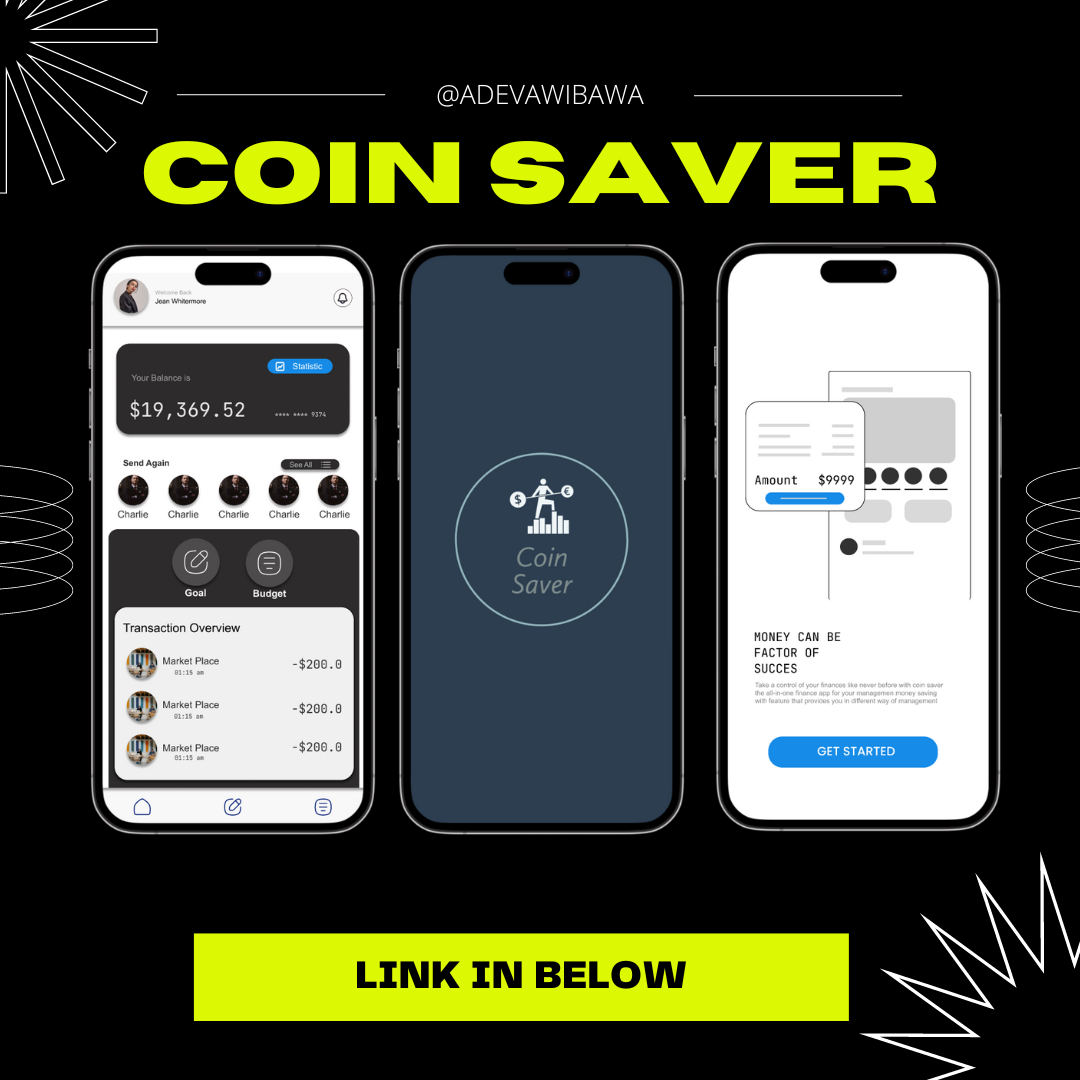 @ADEVAWIBAWA
COIN SAVER
Welcome Back
Jean Whitermore
Statistic
Your Balance is
$19,369.52
**** **** 9374
Send Again
See All
Charlie Charlie Charlie Charlie Charlie
Goal Budget
Transaction Overview
Market Place -$200.0
01:15 am
Market Place -$200.0
01:15 am
Market Place -$200.0
01:15 am
$ €
Coin
Saver
Amount $9999
MONEY CAN BE
FACTOR OF
SUCCES
Take a control of your finances like never before with coin saver
the all-in-one finance app for your managemen money saving
with feature that provides you in different way of management
GET STARTED
LINK IN BELOW